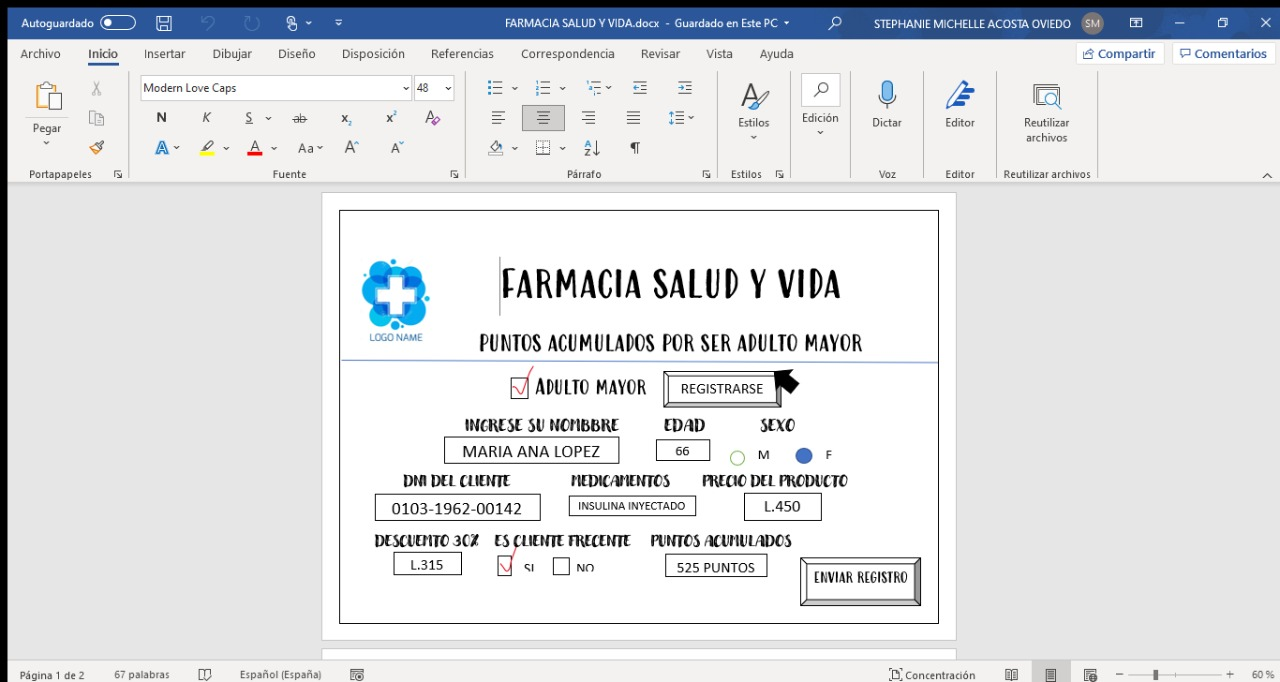 Autoguardado FARMACIA SALUD Y VIDA.docx - Guardado en Este PC STEPHANIE MICHELLE ACOSTA OVIEDO SM
Archivo Inicio Insertar Dibujar Diseño Disposición Referencias Correspondencia Revisar Vista Ayuda Compartir Comentarios
Modern Love Caps 48
Pegar N K S ab x₂ x² Estilos Edición Dictar Editor Reutilizar archivos
A A Aa A A
Portapapeles Fuente Párrafo Estilos Voz Editor Reutilizar archivos
FARMACIA SALUD Y VIDA
LOGO NAME
PUNTOS ACUMULADOS POR SER ADULTO MAYOR
ADULTO MAYOR REGISTRARSE
INGRESE SU NOMBBRE EDAD SEXO
MARIA ANA LOPEZ 66 M F
DNI DEL CLIENTE MEDICAMENTOS PRECIO DEL PRODUCTO
0103-1962-00142 INSULINA INYECTADO L.450
DESCUEMTO 30% ES CLIENTE FRECENTE PUNTOS ACUMULADOS
L.315 SI NO 525 PUNTOS
ENVIAR REGISTRO
Página 1 de 2 67 palabras Español (España) Concentración 60 %